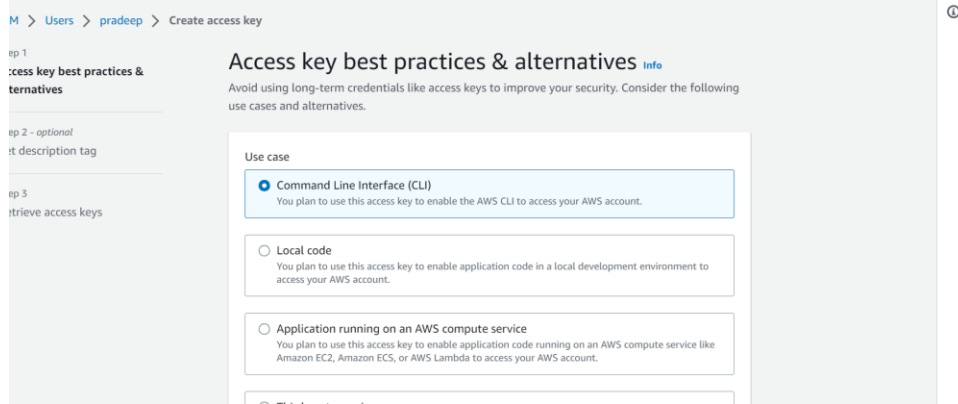 M > Users > pradeep > Create access key
ep 1
ccess key best practices &
ternatives
ep 2 - optional
et description tag
ep 3
etrieve access keys
Access key best practices & alternatives Info
Avoid using long-term credentials like access keys to improve your security. Consider the following
use cases and alternatives.
Use case
Command Line Interface (CLI)
You plan to use this access key to enable the AWS CLI to access your AWS account.
Local code
You plan to use this access key to enable application code in a local development environment to
access your AWS account.
Application running on an AWS compute service
You plan to use this access key to enable application code running on an AWS compute service like
Amazon EC2, Amazon ECS, or AWS Lambda to access your AWS account.